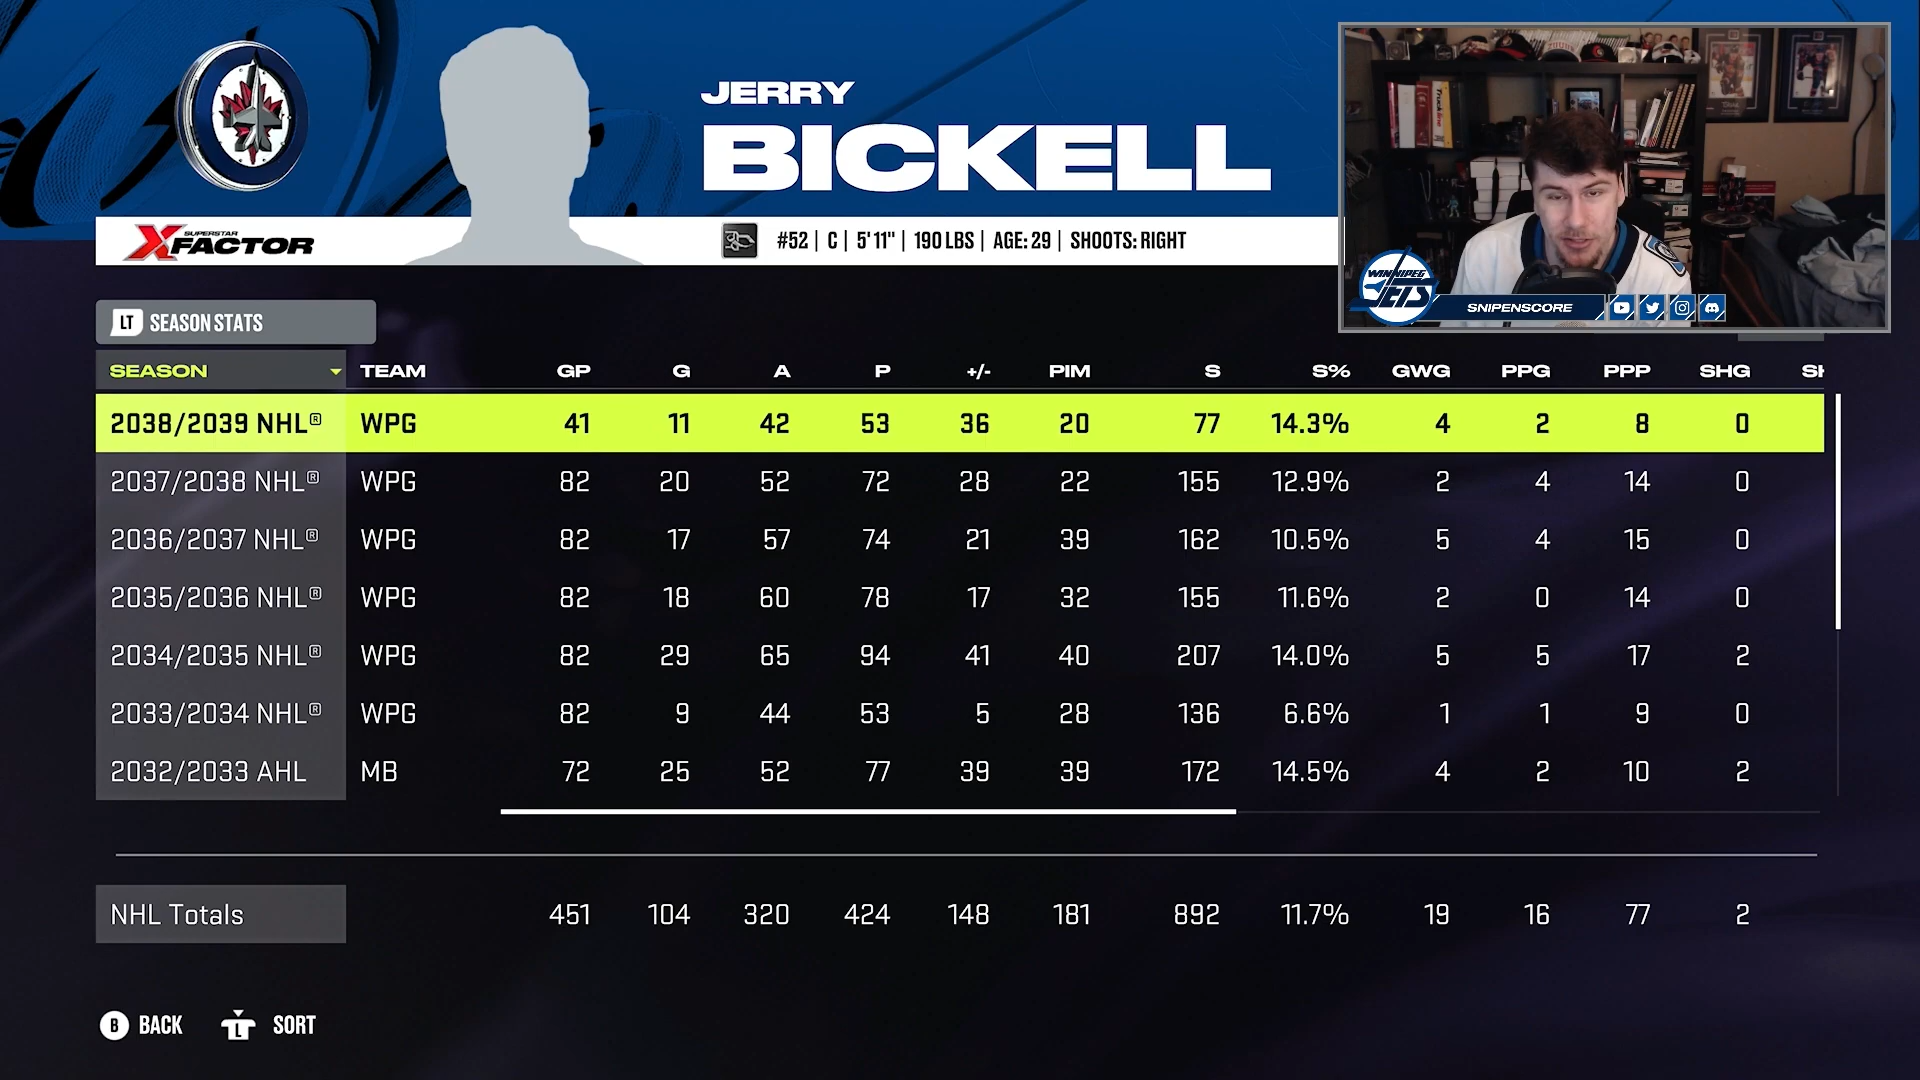 JERRY
BICKELL
SUPERSTAR
XFACTOR
#52 | C | 5'11" | 190 LBS | AGE: 29 | SHOOTS: RIGHT
WINNIPEG
JETS
SNIPENSCORE
LT SEASON STATS
SEASON TEAM GP G A P +/- PIM S S% GWG PPG PPP SHG
2038/2039 NHL® WPG 41 11 42 53 36 20 77 14.3% 4 2 8 0
2037/2038 NHL® WPG 82 20 52 72 28 22 155 12.9% 2 4 14 0
2036/2037 NHL® WPG 82 17 57 74 21 39 162 10.5% 5 4 15 0
2035/2036 NHL® WPG 82 18 60 78 17 32 155 11.6% 2 0 14 0
2034/2035 NHL® WPG 82 29 65 94 41 40 207 14.0% 5 5 17 2
2033/2034 NHL® WPG 82 9 44 53 5 28 136 6.6% 1 1 9 0
2032/2033 AHL MB 72 25 52 77 39 39 172 14.5% 4 2 10 2
NHL Totals 451 104 320 424 148 181 892 11.7% 19 16 77 2
B BACK L SORT